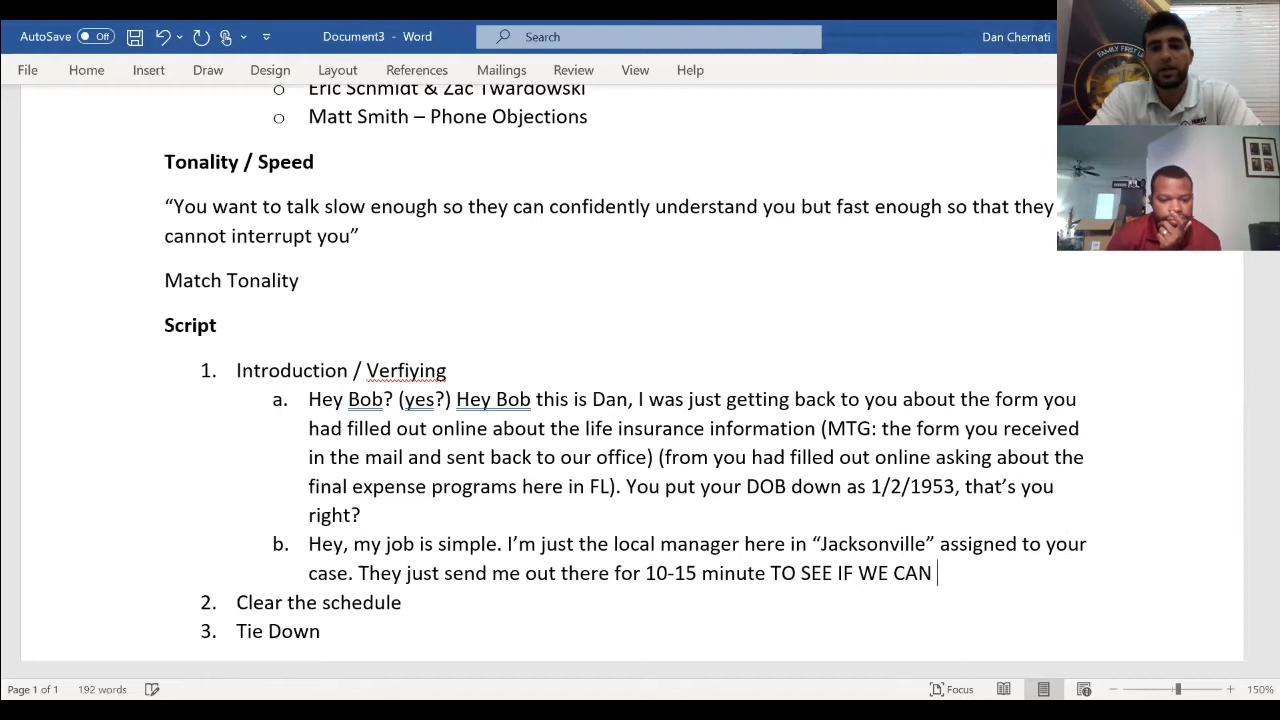 AutoSave Off Document3 - Word Search Dan Chernati
File Home Insert Draw Design Layout References Mailings Review View Help
FAMILY FIRST
○ Eric Schmidt & Zac Twardowski
○ Matt Smith – Phone Objections
Tonality / Speed
“You want to talk slow enough so they can confidently understand you but fast enough so that they
cannot interrupt you”
Match Tonality
Script
1. Introduction / Verfiying
a. Hey Bob? (yes?) Hey Bob this is Dan, I was just getting back to you about the form you
had filled out online about the life insurance information (MTG: the form you received
in the mail and sent back to our office) (from you had filled out online asking about the
final expense programs here in FL). You put your DOB down as 1/2/1953, that’s you
right?
b. Hey, my job is simple. I’m just the local manager here in “Jacksonville” assigned to your
case. They just send me out there for 10-15 minute TO SEE IF WE CAN
2. Clear the schedule
3. Tie Down
Page 1 of 1 192 words Focus 150%